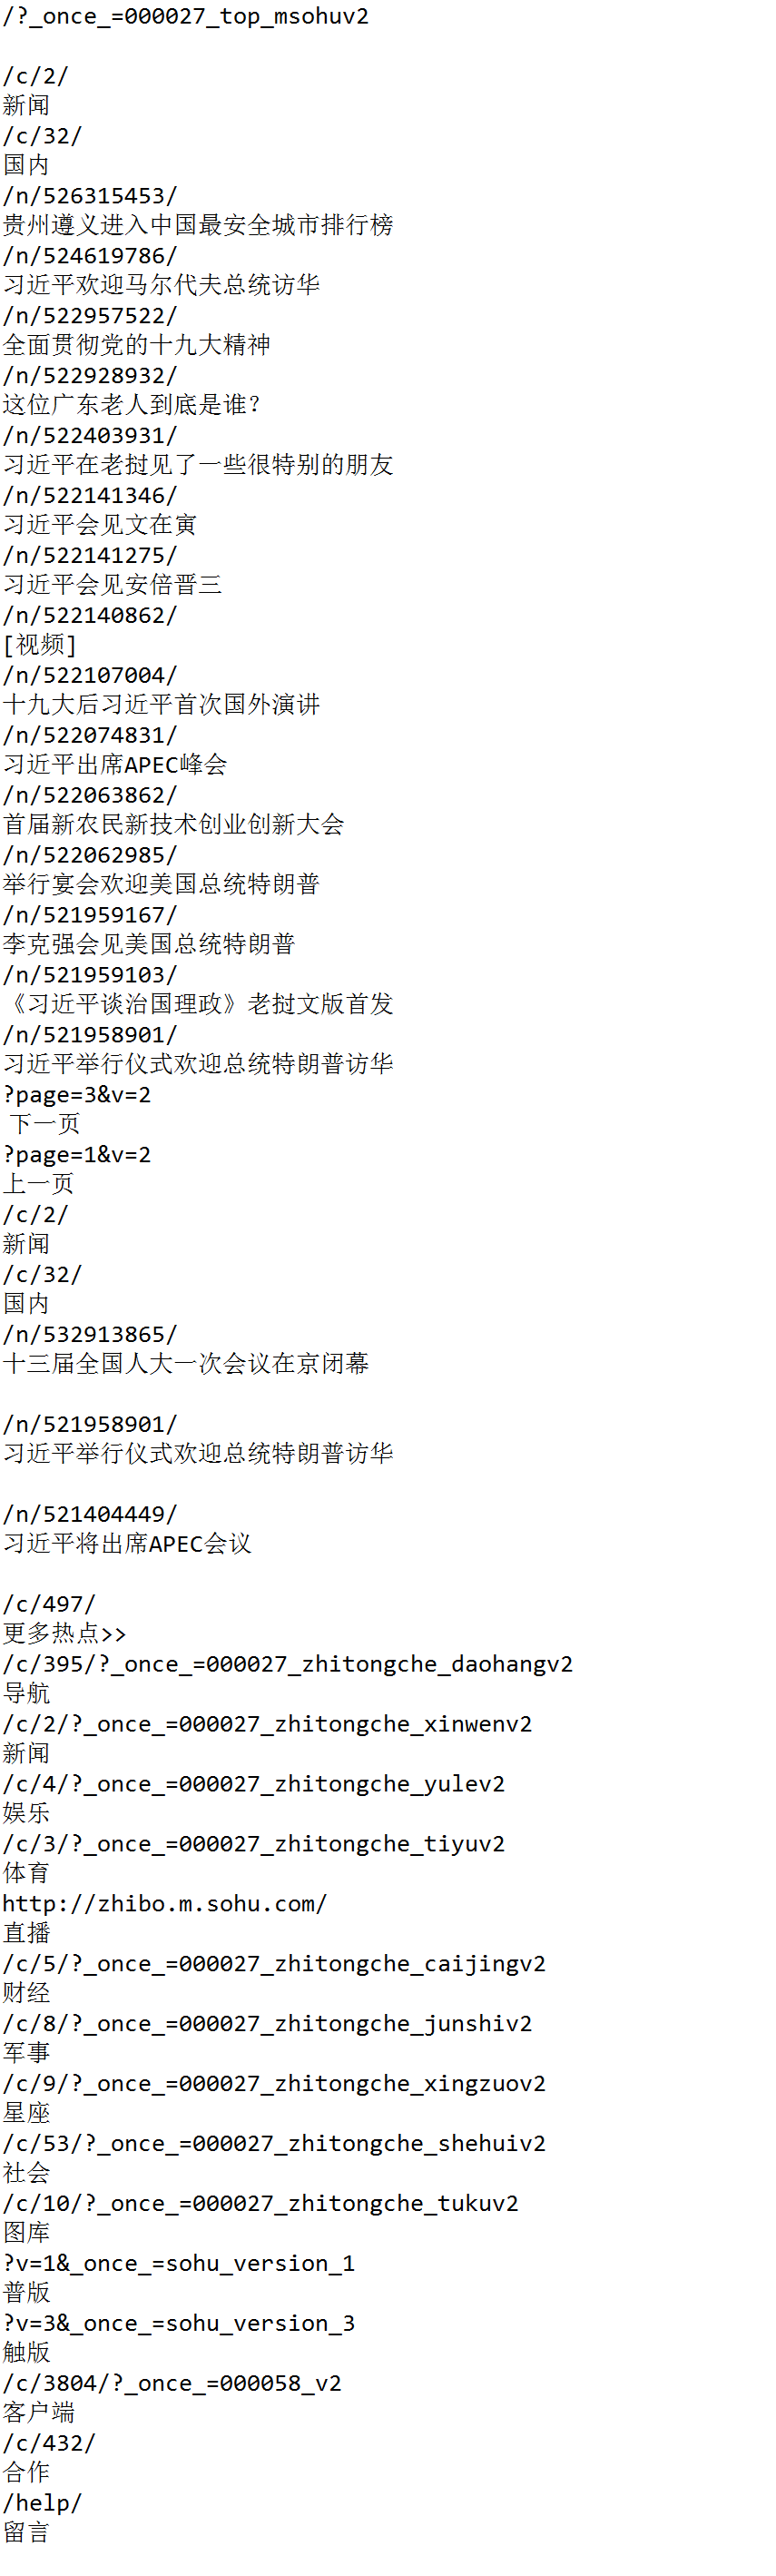 /?_once_=000027_top_msohuv2
/c/2/
新闻
/c/32/
国内
/n/526315453/
贵州遵义进入中国最安全城市排行榜
/n/524619786/
习近平欢迎马尔代夫总统访华
/n/522957522/
全面贯彻党的十九大精神
/n/522928932/
这位广东老人到底是谁？
/n/522403931/
习近平在老挝见了一些很特别的朋友
/n/522141346/
习近平会见文在寅
/n/522141275/
习近平会见安倍晋三
/n/522140862/
[视频]
/n/522107004/
十九大后习近平首次国外演讲
/n/522074831/
习近平出席APEC峰会
/n/522063862/
首届新农民新技术创业创新大会
/n/522062985/
举行宴会欢迎美国总统特朗普
/n/521959167/
李克强会见美国总统特朗普
/n/521959103/
《习近平谈治国理政》老挝文版首发
/n/521958901/
习近平举行仪式欢迎总统特朗普访华
?page=3&v=2
下一页
?page=1&v=2
上一页
/c/2/
新闻
/c/32/
国内
/n/532913865/
十三届全国人大一次会议在京闭幕
/n/521958901/
习近平举行仪式欢迎总统特朗普访华
/n/521404449/
习近平将出席APEC会议
/c/497/
更多热点>>
/c/395/?_once_=000027_zhitongche_daohangv2
导航
/c/2/?_once_=000027_zhitongche_xinwenv2
新闻
/c/4/?_once_=000027_zhitongche_yulev2
娱乐
/c/3/?_once_=000027_zhitongche_tiyuv2
体育
http://zhibo.m.sohu.com/
直播
/c/5/?_once_=000027_zhitongche_caijingv2
财经
/c/8/?_once_=000027_zhitongche_junshiv2
军事
/c/9/?_once_=000027_zhitongche_xingzuov2
星座
/c/53/?_once_=000027_zhitongche_shehuiv2
社会
/c/10/?_once_=000027_zhitongche_tukuv2
图库
?v=1&_once_=sohu_version_1
普版
?v=3&_once_=sohu_version_3
触版
/c/3804/?_once_=000058_v2
客户端
/c/432/
合作
/help/
留言